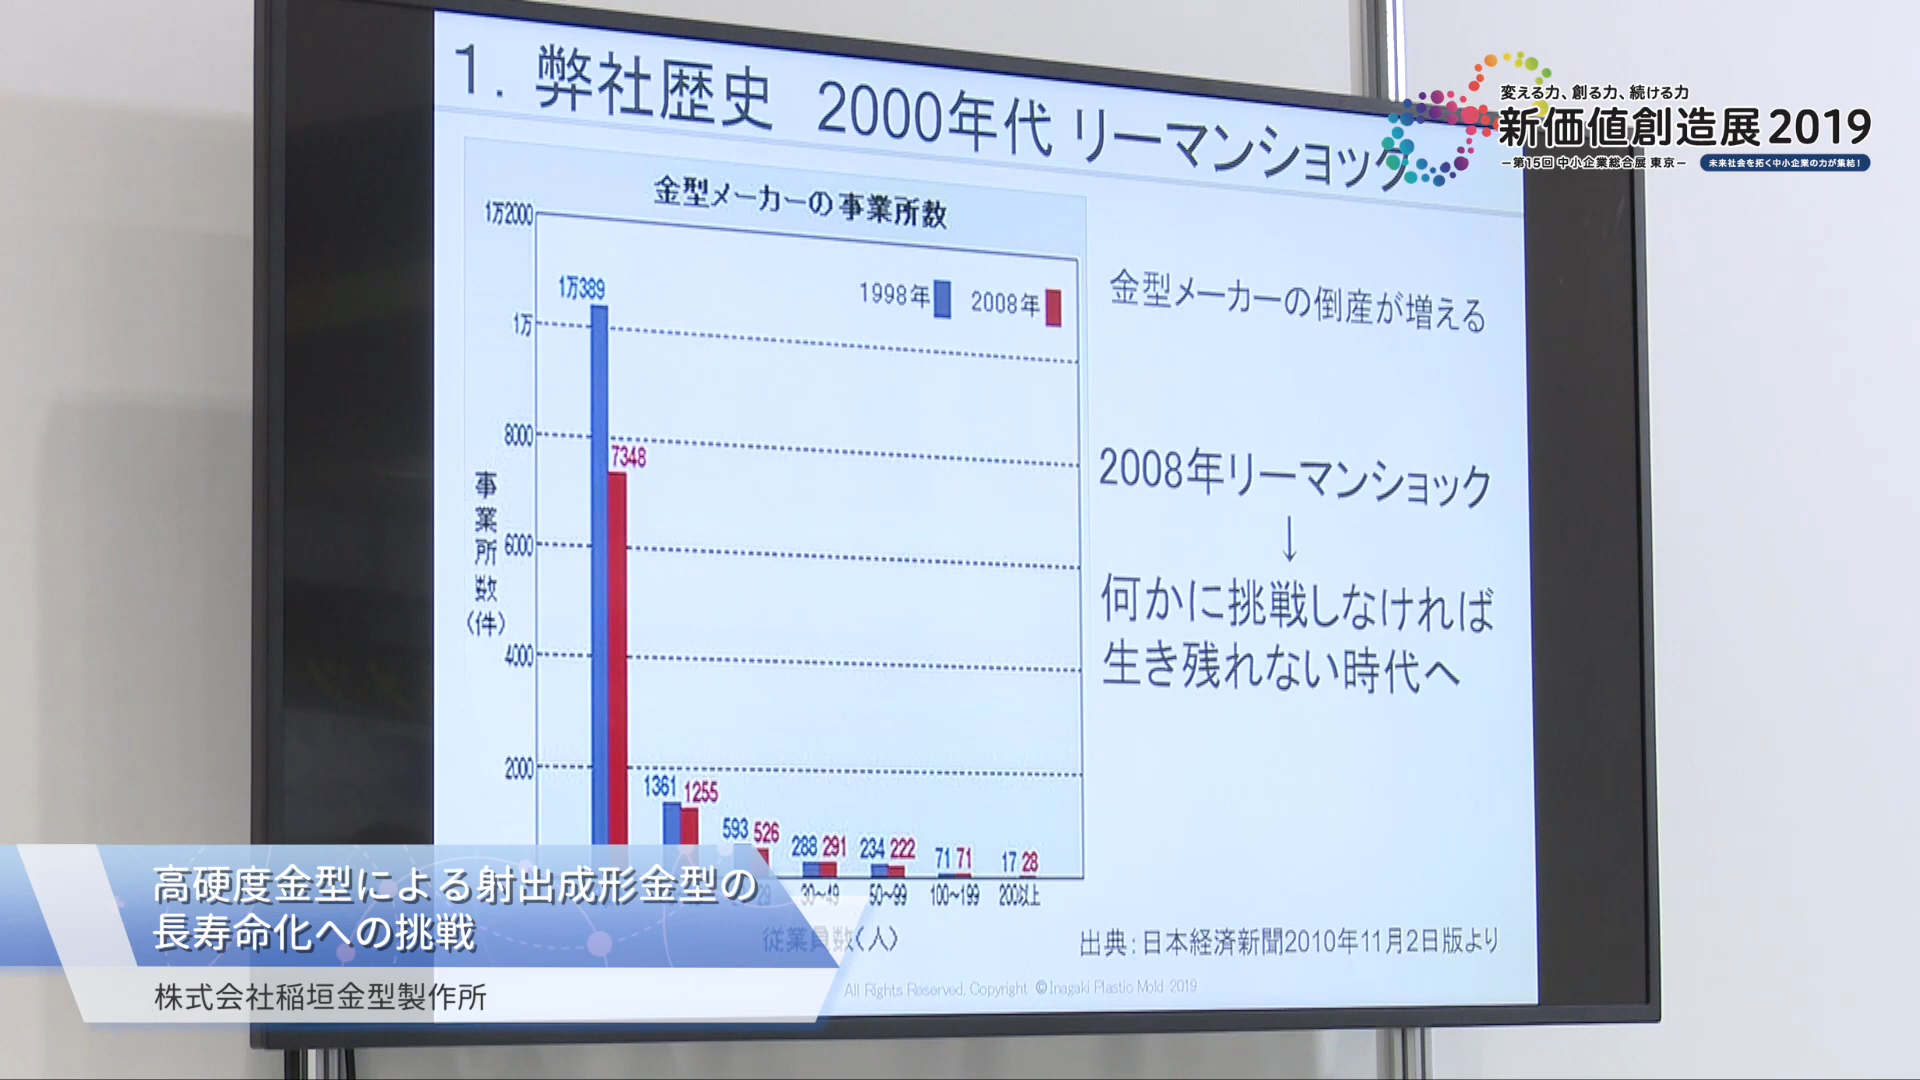 1. 弊社歴史 2000年代 リーマンショック
変える力、創る力、続ける力
新価値創造展2019
−第15回 中小企業総合展 東京−
未来社会を拓く中小企業の力が集結!
金型メーカーの事業所数
1998年
2008年
1万2000
1万
8000
6000
4000
2000
事業所数(件)
1万389
7348
1361
1255
593
526
288
291
234
222
71
71
17
28
30〜49
50〜99
100〜199
200以上
従業員数(人)
金型メーカーの倒産が増える
2008年リーマンショック
↓
何かに挑戦しなければ
生き残れない時代へ
出典:日本経済新聞2010年11月2日版より
All Rights Reserved, Copyright ©Inagaki Plastic Mold 2019
高硬度金型による射出成形金型の
長寿命化への挑戦
株式会社稲垣金型製作所